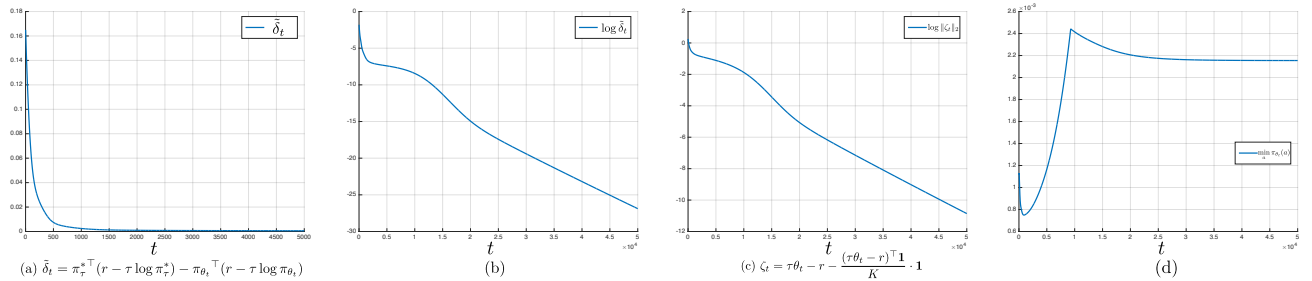 0.18 0.16 0.14 0.12 0.1 0.08 0.06 0.04 0.02 0
0 500 1000 1500 2000 2500 3000 3500 4000 4500 5000
δ̃_t
t
(a) δ̃_t = π*_τ^⊤(r − τ log π*_τ) − π_{θ_t}^⊤(r − τ log π_{θ_t})
0 -5 -10 -15 -20 -25 -30
0 0.5 1 1.5 2 2.5 3 3.5 4 4.5 5
×10⁴
log δ̃_t
t
(b)
2 0 -2 -4 -6 -8 -10 -12
0 0.5 1 1.5 2 2.5 3 3.5 4 4.5 5
×10⁴
log ‖ζ_t‖₂
t
(c) ζ_t = τθ_t − r − (τθ_t − r)^⊤1 / K · 1
×10⁻³
2.6 2.4 2.2 2 1.8 1.6 1.4 1.2 1 0.8 0.6
0 0.5 1 1.5 2 2.5 3 3.5 4 4.5 5
×10⁴
min_a π_{θ_t}(a)
t
(d)